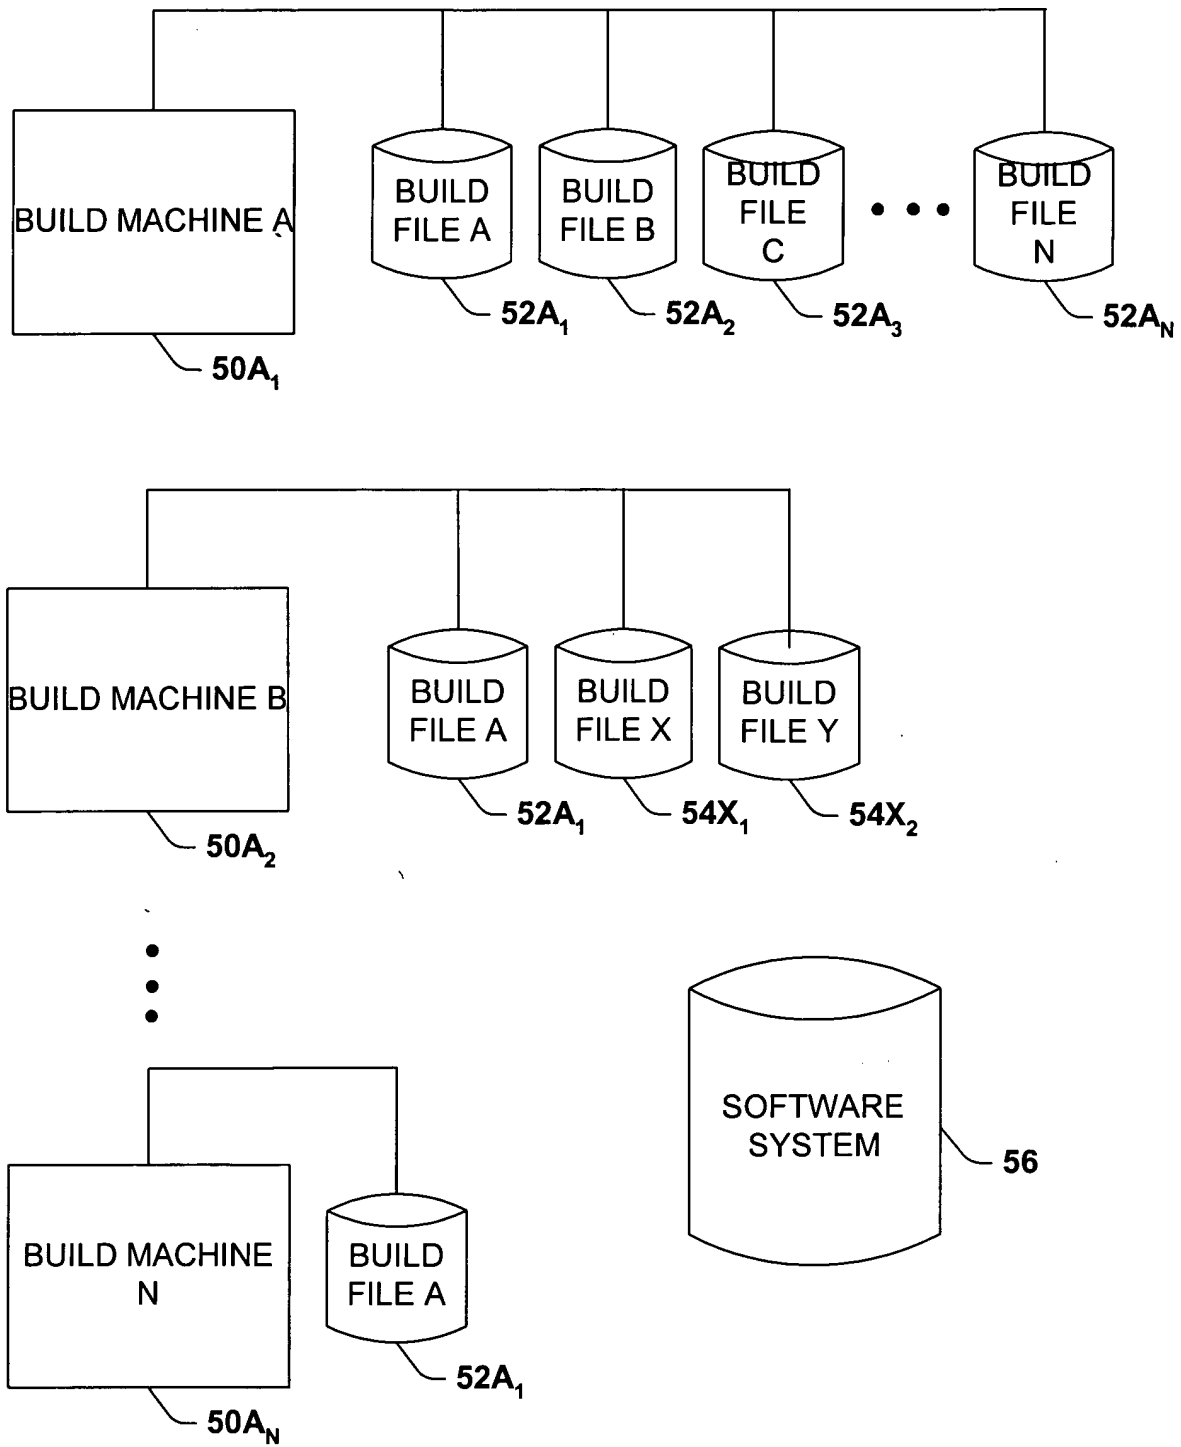 BUILD MACHINE A
BUILD
FILE A
BUILD
FILE B
BUILD
FILE
C
BUILD
FILE
N
52A1
52A2
52A3
52AN
50A1
BUILD MACHINE B
BUILD
FILE A
BUILD
FILE X
BUILD
FILE Y
52A1
54X1
54X2
50A2
SOFTWARE
SYSTEM
56
BUILD MACHINE
N
BUILD
FILE A
52A1
50AN